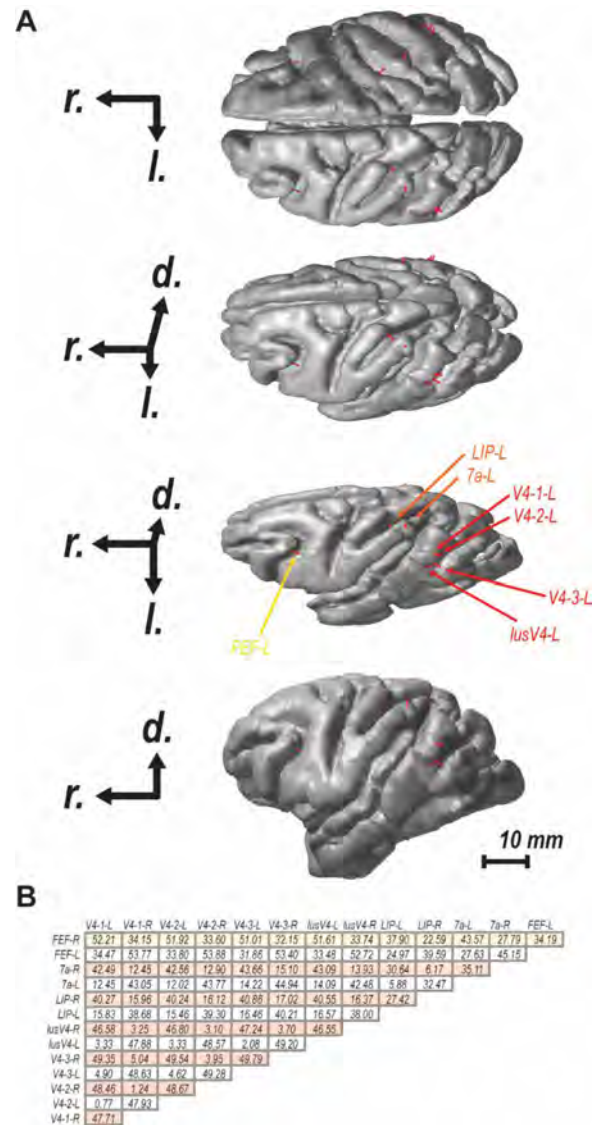 A
r.
l.
d.
r.
l.
LIP-L
7a-L
V4-1-L
d.
V4-2-L
r.
l.
V4-3-L
FEF-L
lusV4-L
d.
r.
10 mm
B
V4-1-L V4-1-R V4-2-L V4-2-R V4-3-L V4-3-R lusV4-L lusV4-R LIP-L LIP-R 7a-L 7a-R FEF-L
FEF-R 52.21 34.15 51.92 33.60 51.01 32.15 51.61 33.74 37.90 22.59 43.57 27.79 34.19
FEF-L 34.47 53.77 33.80 53.88 31.86 53.40 33.48 52.72 24.97 39.59 27.63 45.15
7a-R 42.49 12.45 42.56 12.90 43.66 15.10 43.09 13.93 30.64 6.17 35.11
7a-L 12.45 43.05 12.02 43.77 14.22 44.94 14.09 42.46 5.88 32.47
LIP-R 40.27 15.96 40.24 16.12 40.86 17.02 40.55 16.37 27.42
LIP-L 15.83 38.68 15.46 39.30 16.46 40.21 16.57 38.00
lusV4-R 46.58 3.25 46.80 3.10 47.24 3.70 46.55
lusV4-L 3.33 47.88 3.33 48.57 2.08 49.20
V4-3-R 49.35 5.04 49.54 3.95 49.79
V4-3-L 4.90 48.63 4.62 49.28
V4-2-R 48.46 1.24 48.67
V4-2-L 0.77 47.93
V4-1-R 47.71